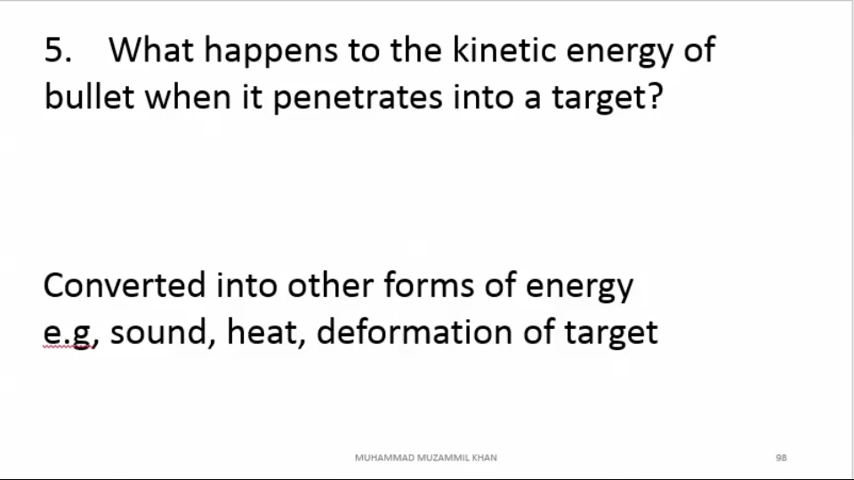 5. What happens to the kinetic energy of
bullet when it penetrates into a target?
Converted into other forms of energy
e.g, sound, heat, deformation of target
MUHAMMAD MUZAMMIL KHAN
98